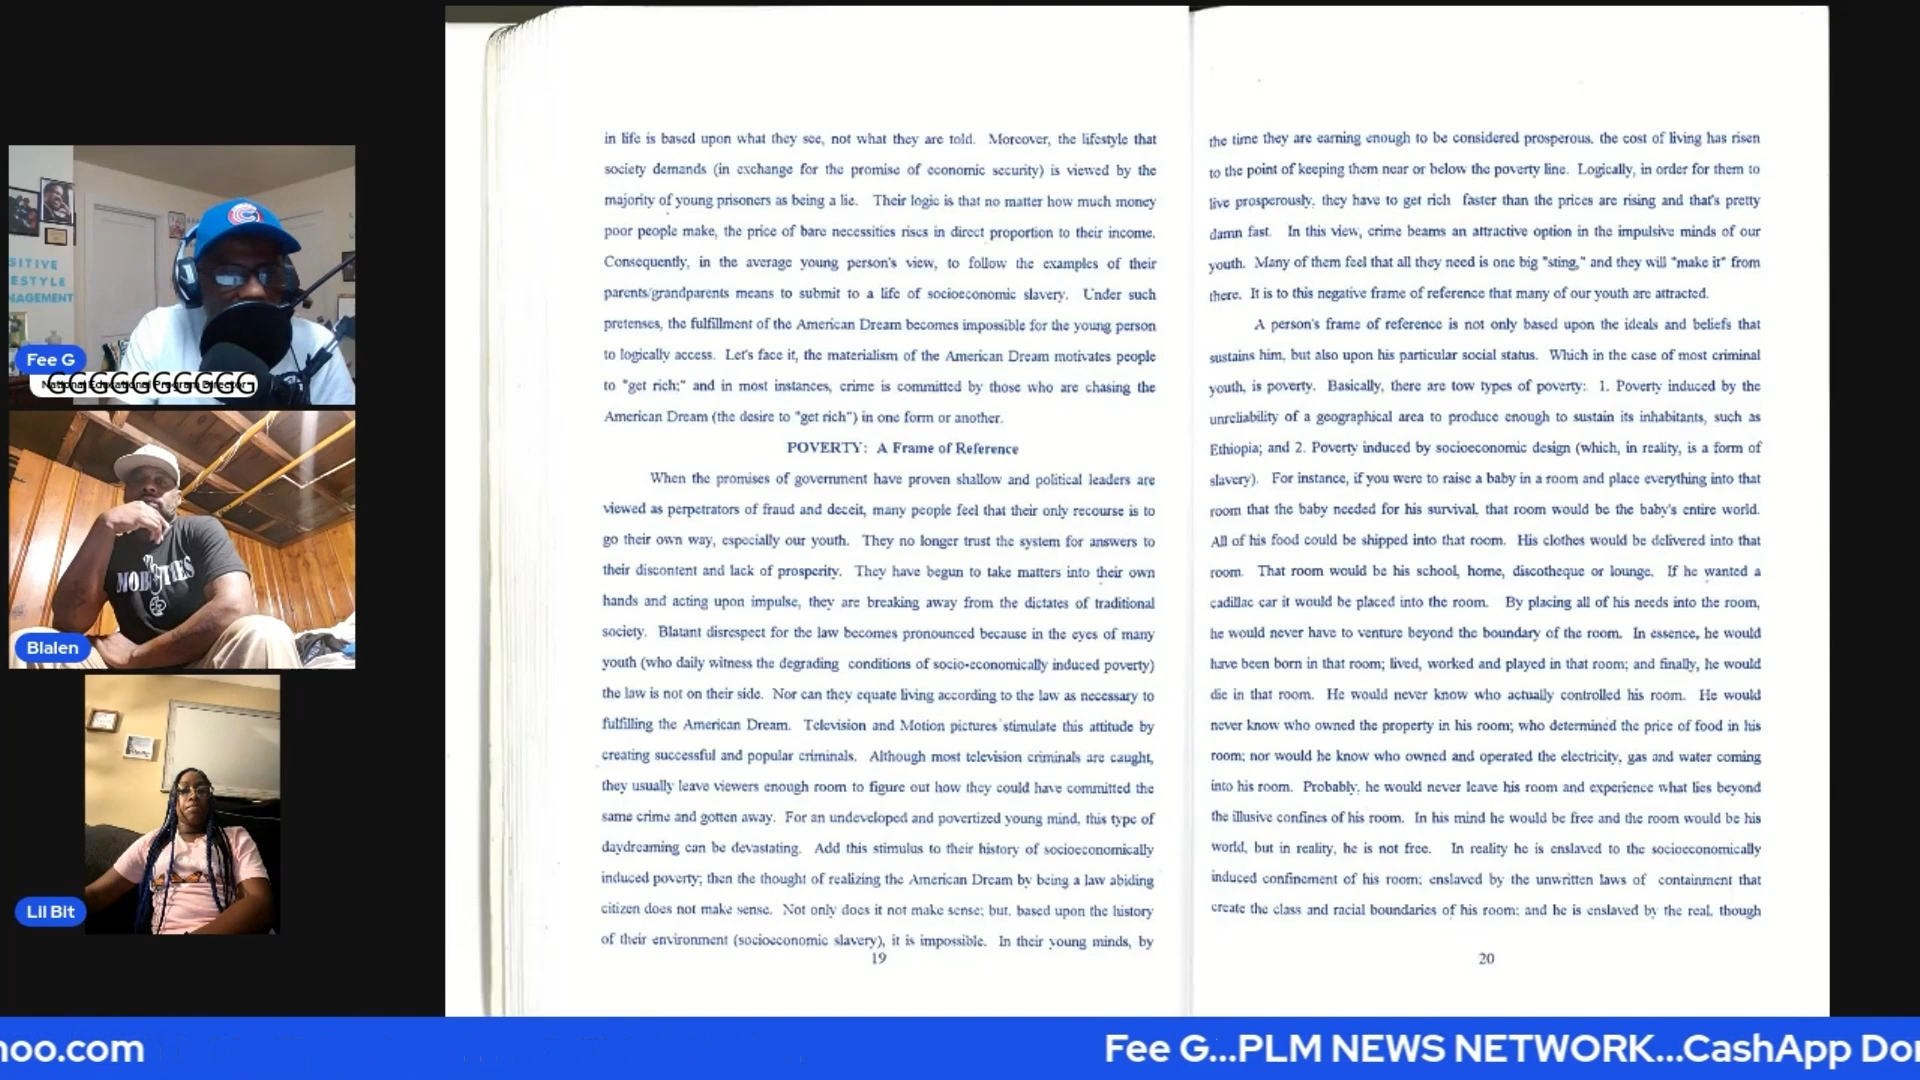 SITIVE
ESTYLE
NAGEMENT
Fee G
National Educational Program Director
GGGGGGGGGG
MOB TIES
Blalen
Lil Bit
in life is based upon what they see, not what they are told. Moreover, the lifestyle that
society demands (in exchange for the promise of economic security) is viewed by the
majority of young prisoners as being a lie. Their logic is that no matter how much money
poor people make, the price of bare necessities rises in direct proportion to their income.
Consequently, in the average young person's view, to follow the examples of their
parents/grandparents means to submit to a life of socioeconomic slavery. Under such
pretenses, the fulfillment of the American Dream becomes impossible for the young person
to logically access. Let's face it, the materialism of the American Dream motivates people
to "get rich;" and in most instances, crime is committed by those who are chasing the
American Dream (the desire to "get rich") in one form or another.
POVERTY: A Frame of Reference
When the promises of government have proven shallow and political leaders are
viewed as perpetrators of fraud and deceit, many people feel that their only recourse is to
go their own way, especially our youth. They no longer trust the system for answers to
their discontent and lack of prosperity. They have begun to take matters into their own
hands and acting upon impulse, they are breaking away from the dictates of traditional
society. Blatant disrespect for the law becomes pronounced because in the eyes of many
youth (who daily witness the degrading conditions of socio-economically induced poverty)
the law is not on their side. Nor can they equate living according to the law as necessary to
fulfilling the American Dream. Television and Motion pictures stimulate this attitude by
creating successful and popular criminals. Although most television criminals are caught,
they usually leave viewers enough room to figure out how they could have committed the
same crime and gotten away. For an undeveloped and povertized young mind, this type of
daydreaming can be devastating. Add this stimulus to their history of socioeconomically
induced poverty; then the thought of realizing the American Dream by being a law abiding
citizen does not make sense. Not only does it not make sense; but, based upon the history
of their environment (socioeconomic slavery), it is impossible. In their young minds, by
19
the time they are earning enough to be considered prosperous, the cost of living has risen
to the point of keeping them near or below the poverty line. Logically, in order for them to
live prosperously, they have to get rich faster than the prices are rising and that's pretty
damn fast. In this view, crime beams an attractive option in the impulsive minds of our
youth. Many of them feel that all they need is one big "sting," and they will "make it" from
there. It is to this negative frame of reference that many of our youth are attracted.
A person's frame of reference is not only based upon the ideals and beliefs that
sustains him, but also upon his particular social status. Which in the case of most criminal
youth, is poverty. Basically, there are tow types of poverty: 1. Poverty induced by the
unreliability of a geographical area to produce enough to sustain its inhabitants, such as
Ethiopia; and 2. Poverty induced by socioeconomic design (which, in reality, is a form of
slavery). For instance, if you were to raise a baby in a room and place everything into that
room that the baby needed for his survival, that room would be the baby's entire world.
All of his food could be shipped into that room. His clothes would be delivered into that
room. That room would be his school, home, discotheque or lounge. If he wanted a
cadillac car it would be placed into the room. By placing all of his needs into the room,
he would never have to venture beyond the boundary of the room. In essence, he would
have been born in that room; lived, worked and played in that room; and finally, he would
die in that room. He would never know who actually controlled his room. He would
never know who owned the property in his room; who determined the price of food in his
room; nor would he know who owned and operated the electricity, gas and water coming
into his room. Probably, he would never leave his room and experience what lies beyond
the illusive confines of his room. In his mind he would be free and the room would be his
world, but in reality, he is not free. In reality he is enslaved to the socioeconomically
induced confinement of his room; enslaved by the unwritten laws of containment that
create the class and racial boundaries of his room; and he is enslaved by the real, though
20
hoo.com
Fee G...PLM NEWS NETWORK...CashApp Don